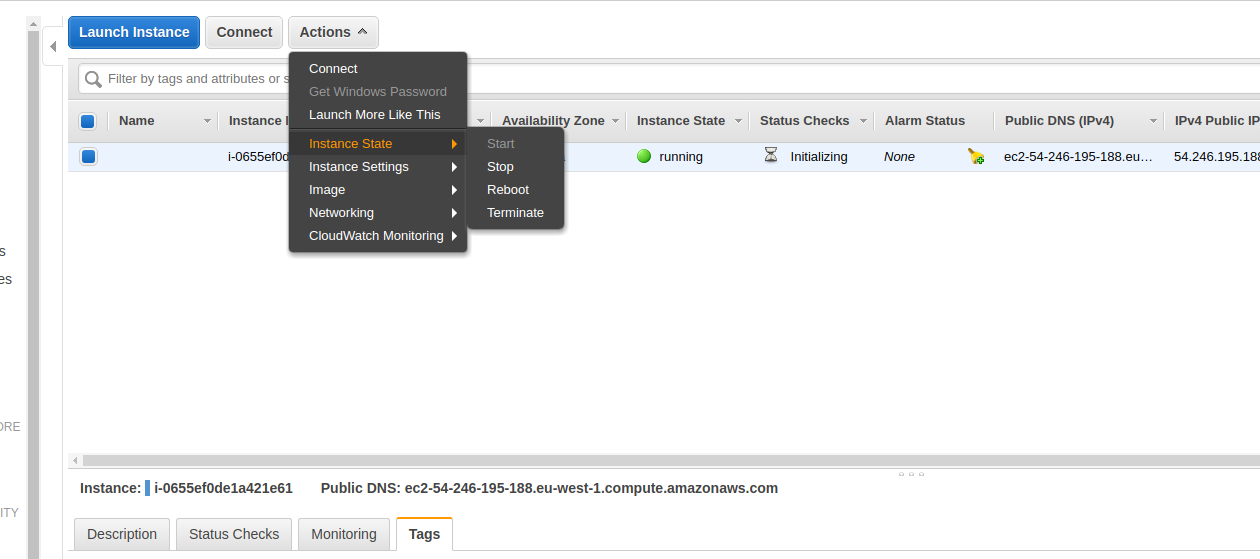 Launch Instance Connect Actions
Connect
Filter by tags and attributes or s
Get Windows Password
Launch More Like This
Name Instance I Availability Zone Instance State Status Checks Alarm Status Public DNS (IPv4) IPv4 Public IP
Instance State Start
i-0655ef0d running Initializing None ec2-54-246-195-188.eu... 54.246.195.188
Instance Settings Stop
Image Reboot
Networking Terminate
CloudWatch Monitoring
s
es
ORE
Instance: i-0655ef0de1a421e61 Public DNS: ec2-54-246-195-188.eu-west-1.compute.amazonaws.com
ITY
Description Status Checks Monitoring Tags